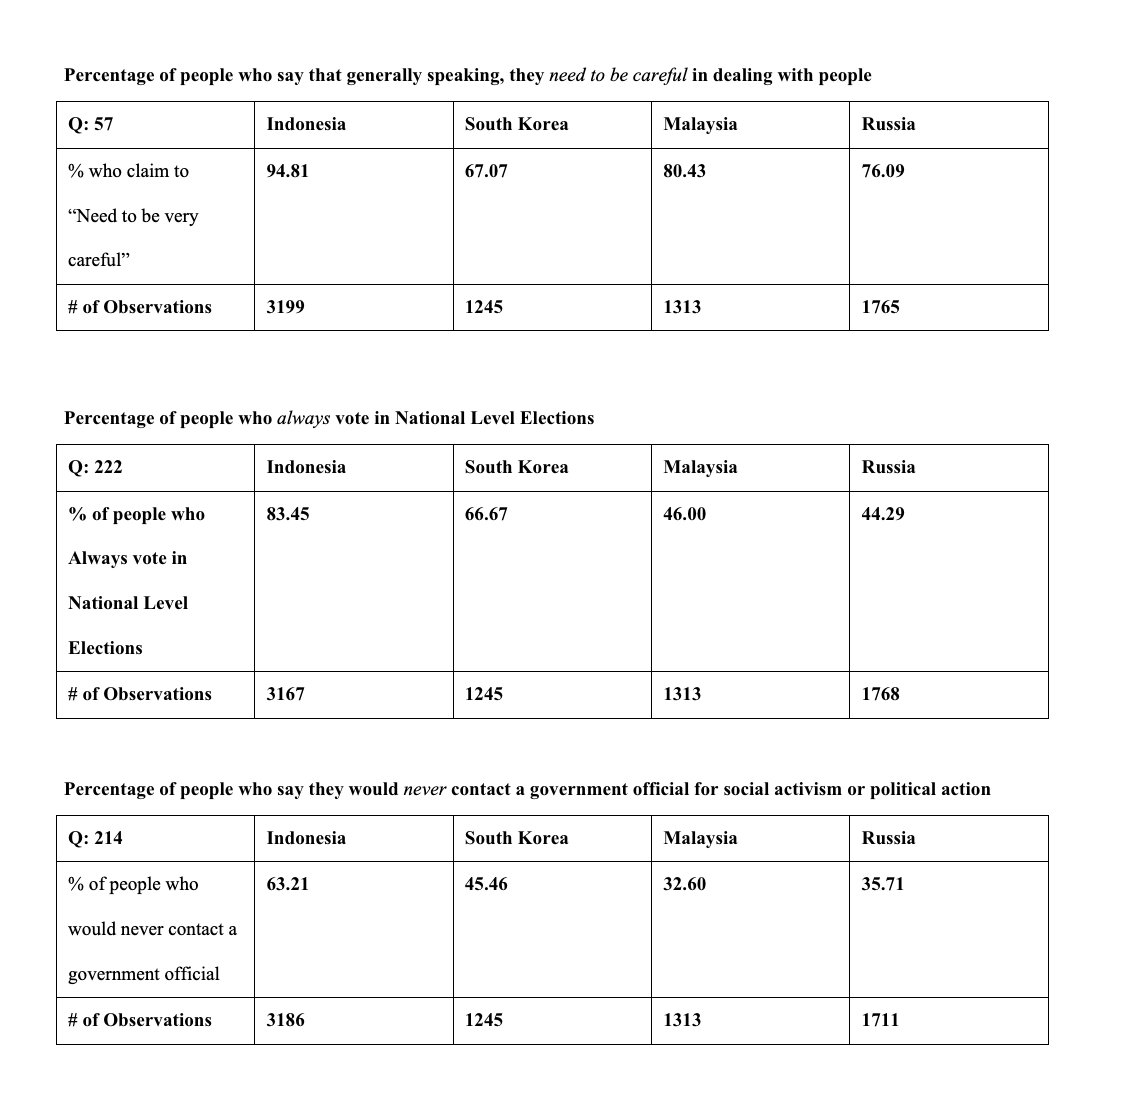 Percentage of people who say that generally speaking, they need to be careful in dealing with people
Q: 57 Indonesia South Korea Malaysia Russia
% who claim to 94.81 67.07 80.43 76.09
“Need to be very
careful”
# of Observations 3199 1245 1313 1765
Percentage of people who always vote in National Level Elections
Q: 222 Indonesia South Korea Malaysia Russia
% of people who 83.45 66.67 46.00 44.29
Always vote in
National Level
Elections
# of Observations 3167 1245 1313 1768
Percentage of people who say they would never contact a government official for social activism or political action
Q: 214 Indonesia South Korea Malaysia Russia
% of people who 63.21 45.46 32.60 35.71
would never contact a
government official
# of Observations 3186 1245 1313 1711